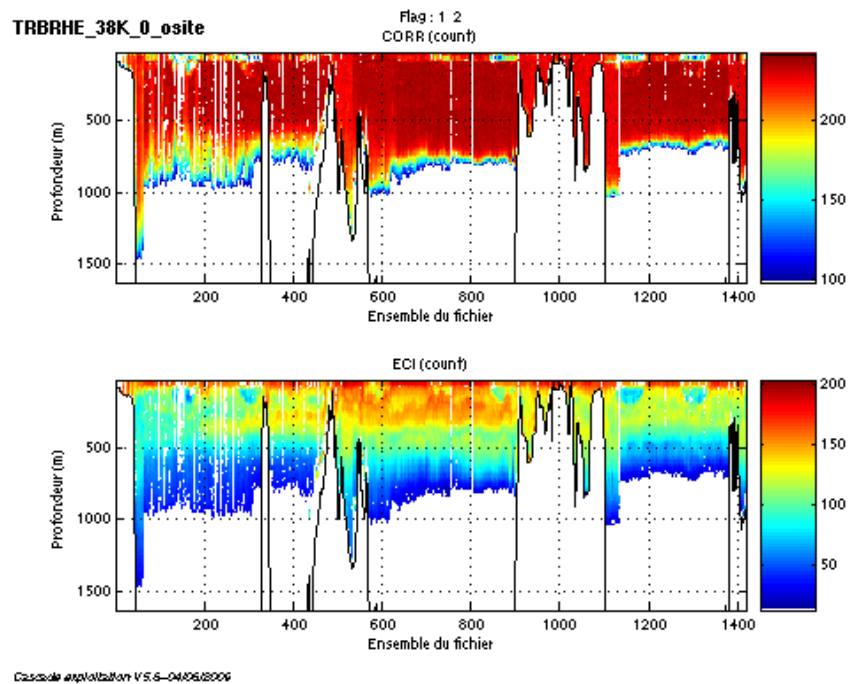 TRBRHE_38K_0_osite
Flag : 1 2
CORR (count)
Profondeur (m)
500
1000
1500
200 400 600 800 1000 1200 1400
Ensemble du fichier
200
150
100
ECI (count)
Profondeur (m)
500
1000
1500
200 400 600 800 1000 1200 1400
Ensemble du fichier
200
150
100
50
Cascade exploitation V5.6-04/06/2009